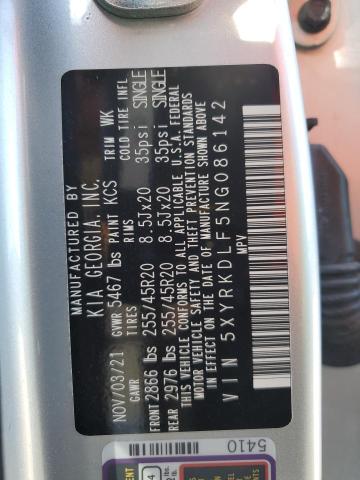 MANUFACTURED BY
KIA GEORGIA, INC.
NOV/03/21 GVWR 5467 lbs PAINT KCS TRIM WK
GAWR TIRES RIMS COLD TIRE INFL
FRONT 2866 lbs 255/45R20 8.5Jx20 35psi SINGLE
REAR 2976 lbs 255/45R20 8.5Jx20 35psi SINGLE
THIS VEHICLE CONFORMS TO ALL APPLICABLE U.S.A. FEDERAL
MOTOR VEHICLE SAFETY STANDARDS
IN EFFECT ON THE DATE OF MANUFACTURE SHOWN ABOVE.
VIN 5XYRKDLF5NG086142
MPV
5410